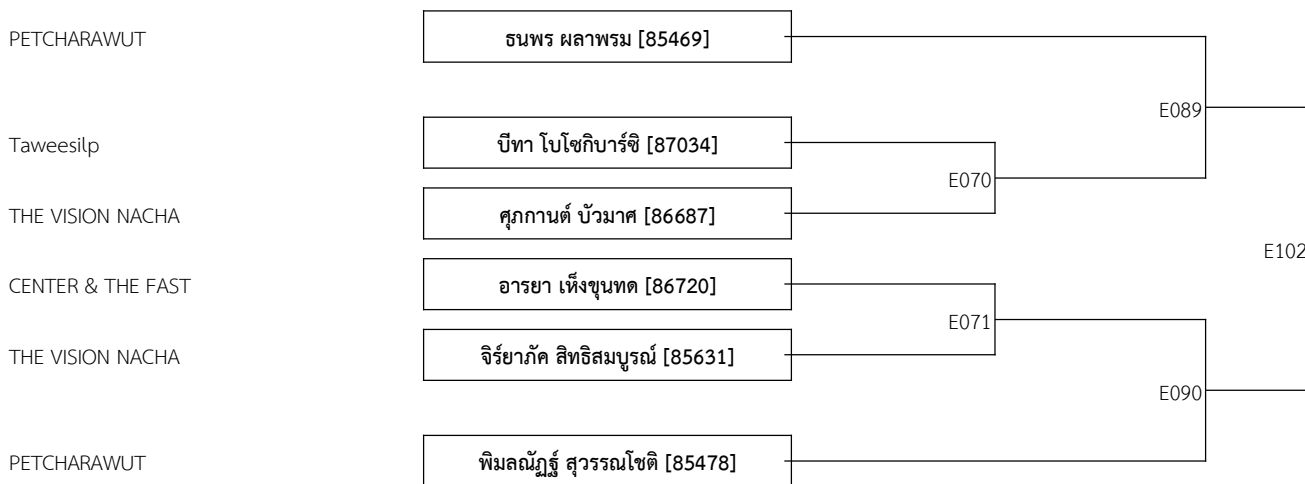 PETCHARAWUT ธนพร ผลาพรม [85469]
E089
Taweesilp บีทา โบโซกิบาร์ซิ [87034]
E070
THE VISION NACHA ศุภกานต์ บัวมาศ [86687]
E102
CENTER & THE FAST อารยา เห็งขุนทด [86720]
E071
THE VISION NACHA จิร์ยาภัค สิทธิสมบูรณ์ [85631]
E090
PETCHARAWUT พิมลณัฏฐ์ สุวรรณโชติ [85478]